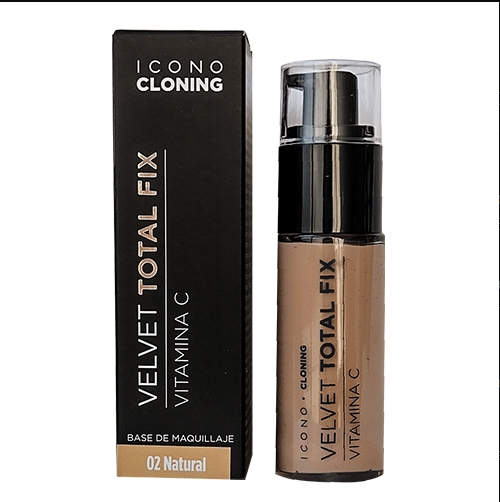 ICONO
CLONING
VELVET TOTAL FIX
VITAMINA C
BASE DE MAQUILLAJE
02 Natural
ICONO • CLONING
VELVET TOTAL FIX
VITAMINA C